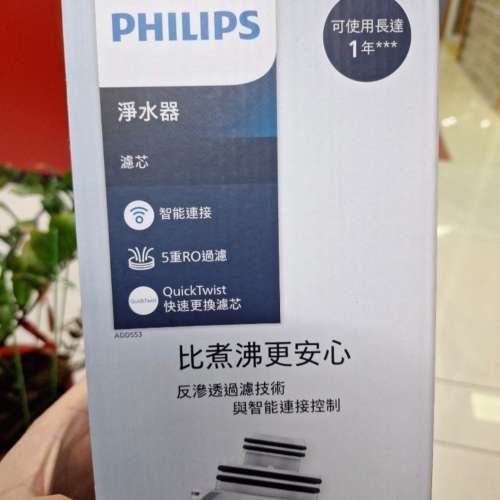 PHILIPS
可使用長達
1年***
淨水器
濾芯
智能連接
5重RO過濾
QuickTwist
QuickTwist
快速更換濾芯
ADD553
比煮沸更安心
反滲透過濾技術
與智能連接控制